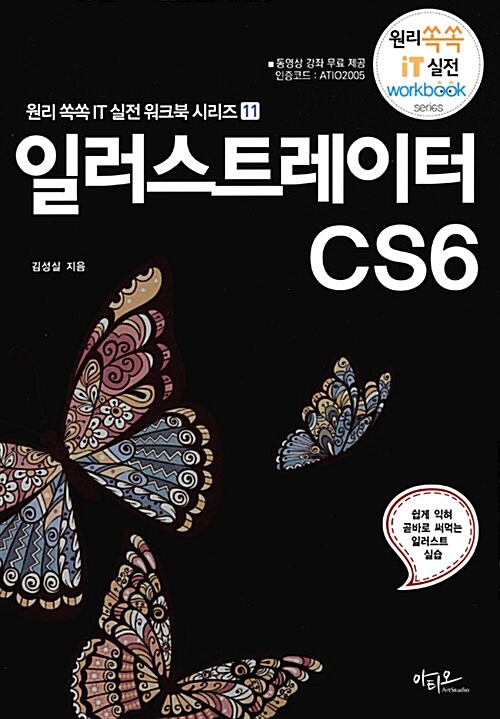 ■ 동영상 강좌 무료 제공
인증코드 : ATIO2005
원리쏙쏙
iT 실전
workbook
series
원리 쏙쏙 IT 실전 워크북 시리즈 11
일러스트레이터
CS6
김성실 지음
쉽게 익혀
곧바로 써먹는
일러스트
실습
아티오
ArtStudio